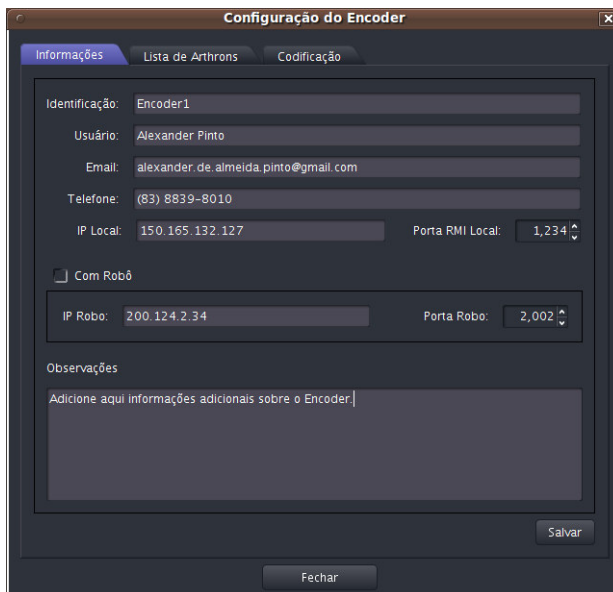 Configuração do Encoder
Informações Lista de Arthrons Codificação
Identificação: Encoder1
Usuário: Alexander Pinto
Email: alexander.de.almeida.pinto@gmail.com
Telefone: (83) 8839-8010
IP Local: 150.165.132.127 Porta RMI Local: 1,234
Com Robô
IP Robo: 200.124.2.34 Porta Robo: 2,002
Observações
Adicione aqui informações adicionais sobre o Encoder.
Salvar
Fechar